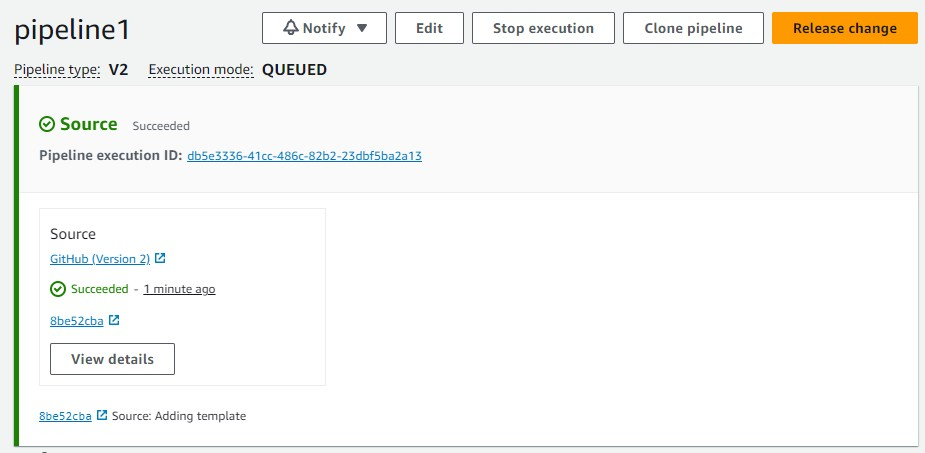 pipeline1
Notify
Edit
Stop execution
Clone pipeline
Release change
Pipeline type: V2 Execution mode: QUEUED
Source Succeeded
Pipeline execution ID: db5e3336-41cc-486c-82b2-23dbf5ba2a13
Source
GitHub (Version 2)
Succeeded - 1 minute ago
8be52cba
View details
8be52cba Source: Adding template